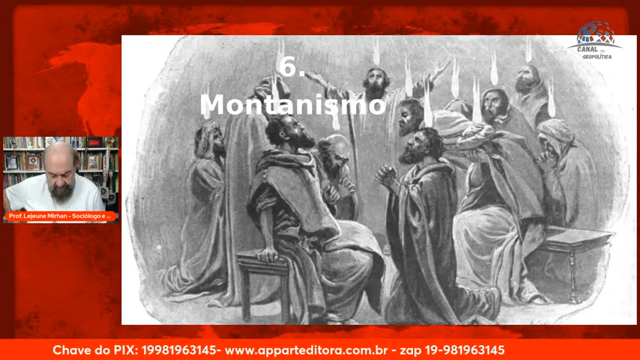 CANAL DA
GEOPOLÍTICA
6.
Montanismo
Prof. Lejeune Mirhan - Sociólogo e ...
Chave do PIX: 19981963145- www.apparteditora.com.br - zap 19-981963145